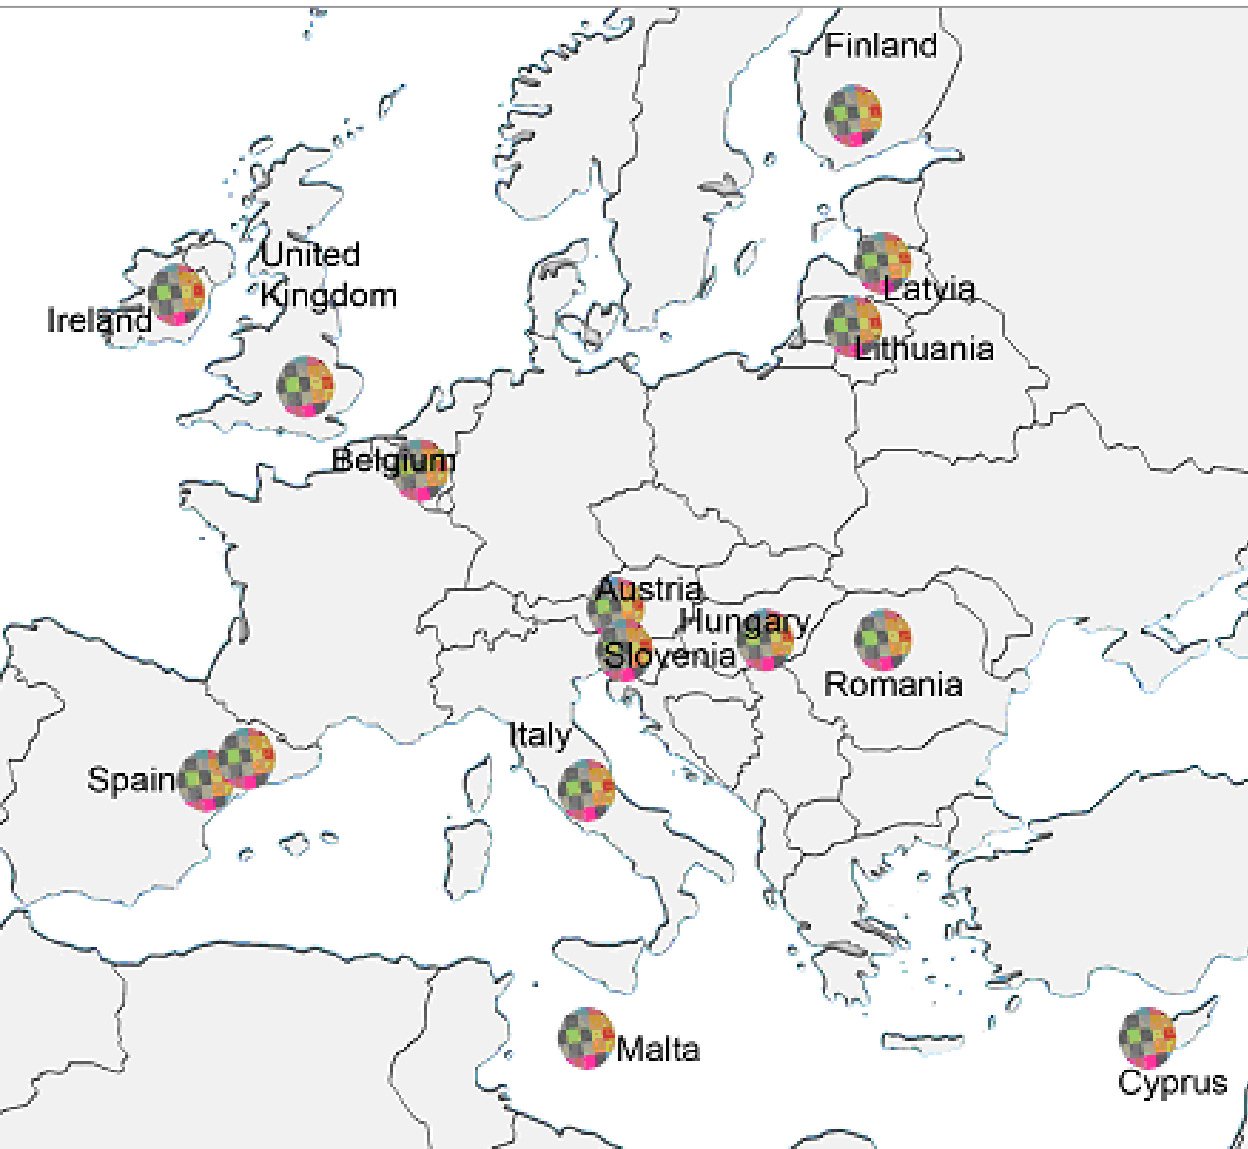 Finland
United
Kingdom
Latvia
Ireland
Lithuania
Belgium
Austria
Hungary
Slovenia
Romania
Italy
Spain
Malta
Cyprus